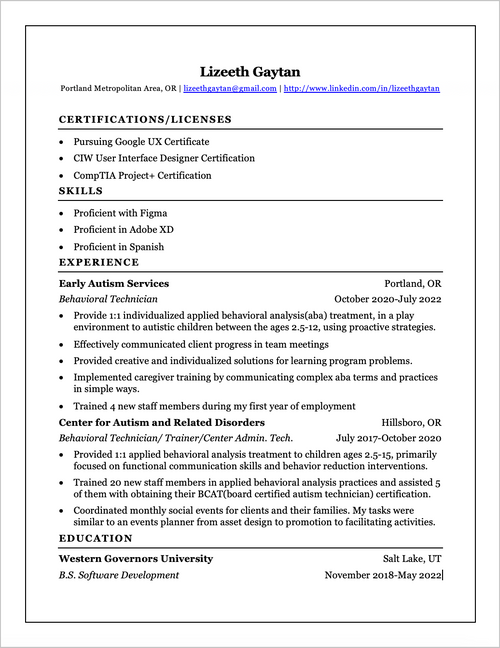 Lizeeth Gaytan
Portland Metropolitan Area, OR | lizeethgaytan@gmail.com | http://www.linkedin.com/in/lizeethgaytan
CERTIFICATIONS/LICENSES
• Pursuing Google UX Certificate
• CIW User Interface Designer Certification
• CompTIA Project+ Certification
SKILLS
• Proficient with Figma
• Proficient in Adobe XD
• Proficient in Spanish
EXPERIENCE
Early Autism Services Portland, OR
Behavioral Technician October 2020-July 2022
• Provide 1:1 individualized applied behavioral analysis(aba) treatment, in a play
environment to autistic children between the ages 2.5-12, using proactive strategies.
• Effectively communicated client progress in team meetings
• Provided creative and individualized solutions for learning program problems.
• Implemented caregiver training by communicating complex aba terms and practices
in simple ways.
• Trained 4 new staff members during my first year of employment
Center for Autism and Related Disorders Hillsboro, OR
Behavioral Technician/ Trainer/Center Admin. Tech. July 2017-October 2020
• Provided 1:1 applied behavioral analysis treatment to children ages 2.5-15, primarily
focused on functional communication skills and behavior reduction interventions.
• Trained 20 new staff members in applied behavioral analysis practices and assisted 5
of them with obtaining their BCAT(board certified autism technician) certification.
• Coordinated monthly social events for clients and their families. My tasks were
similar to an events planner from asset design to promotion to facilitating activities.
EDUCATION
Western Governors University Salt Lake, UT
B.S. Software Development November 2018-May 2022